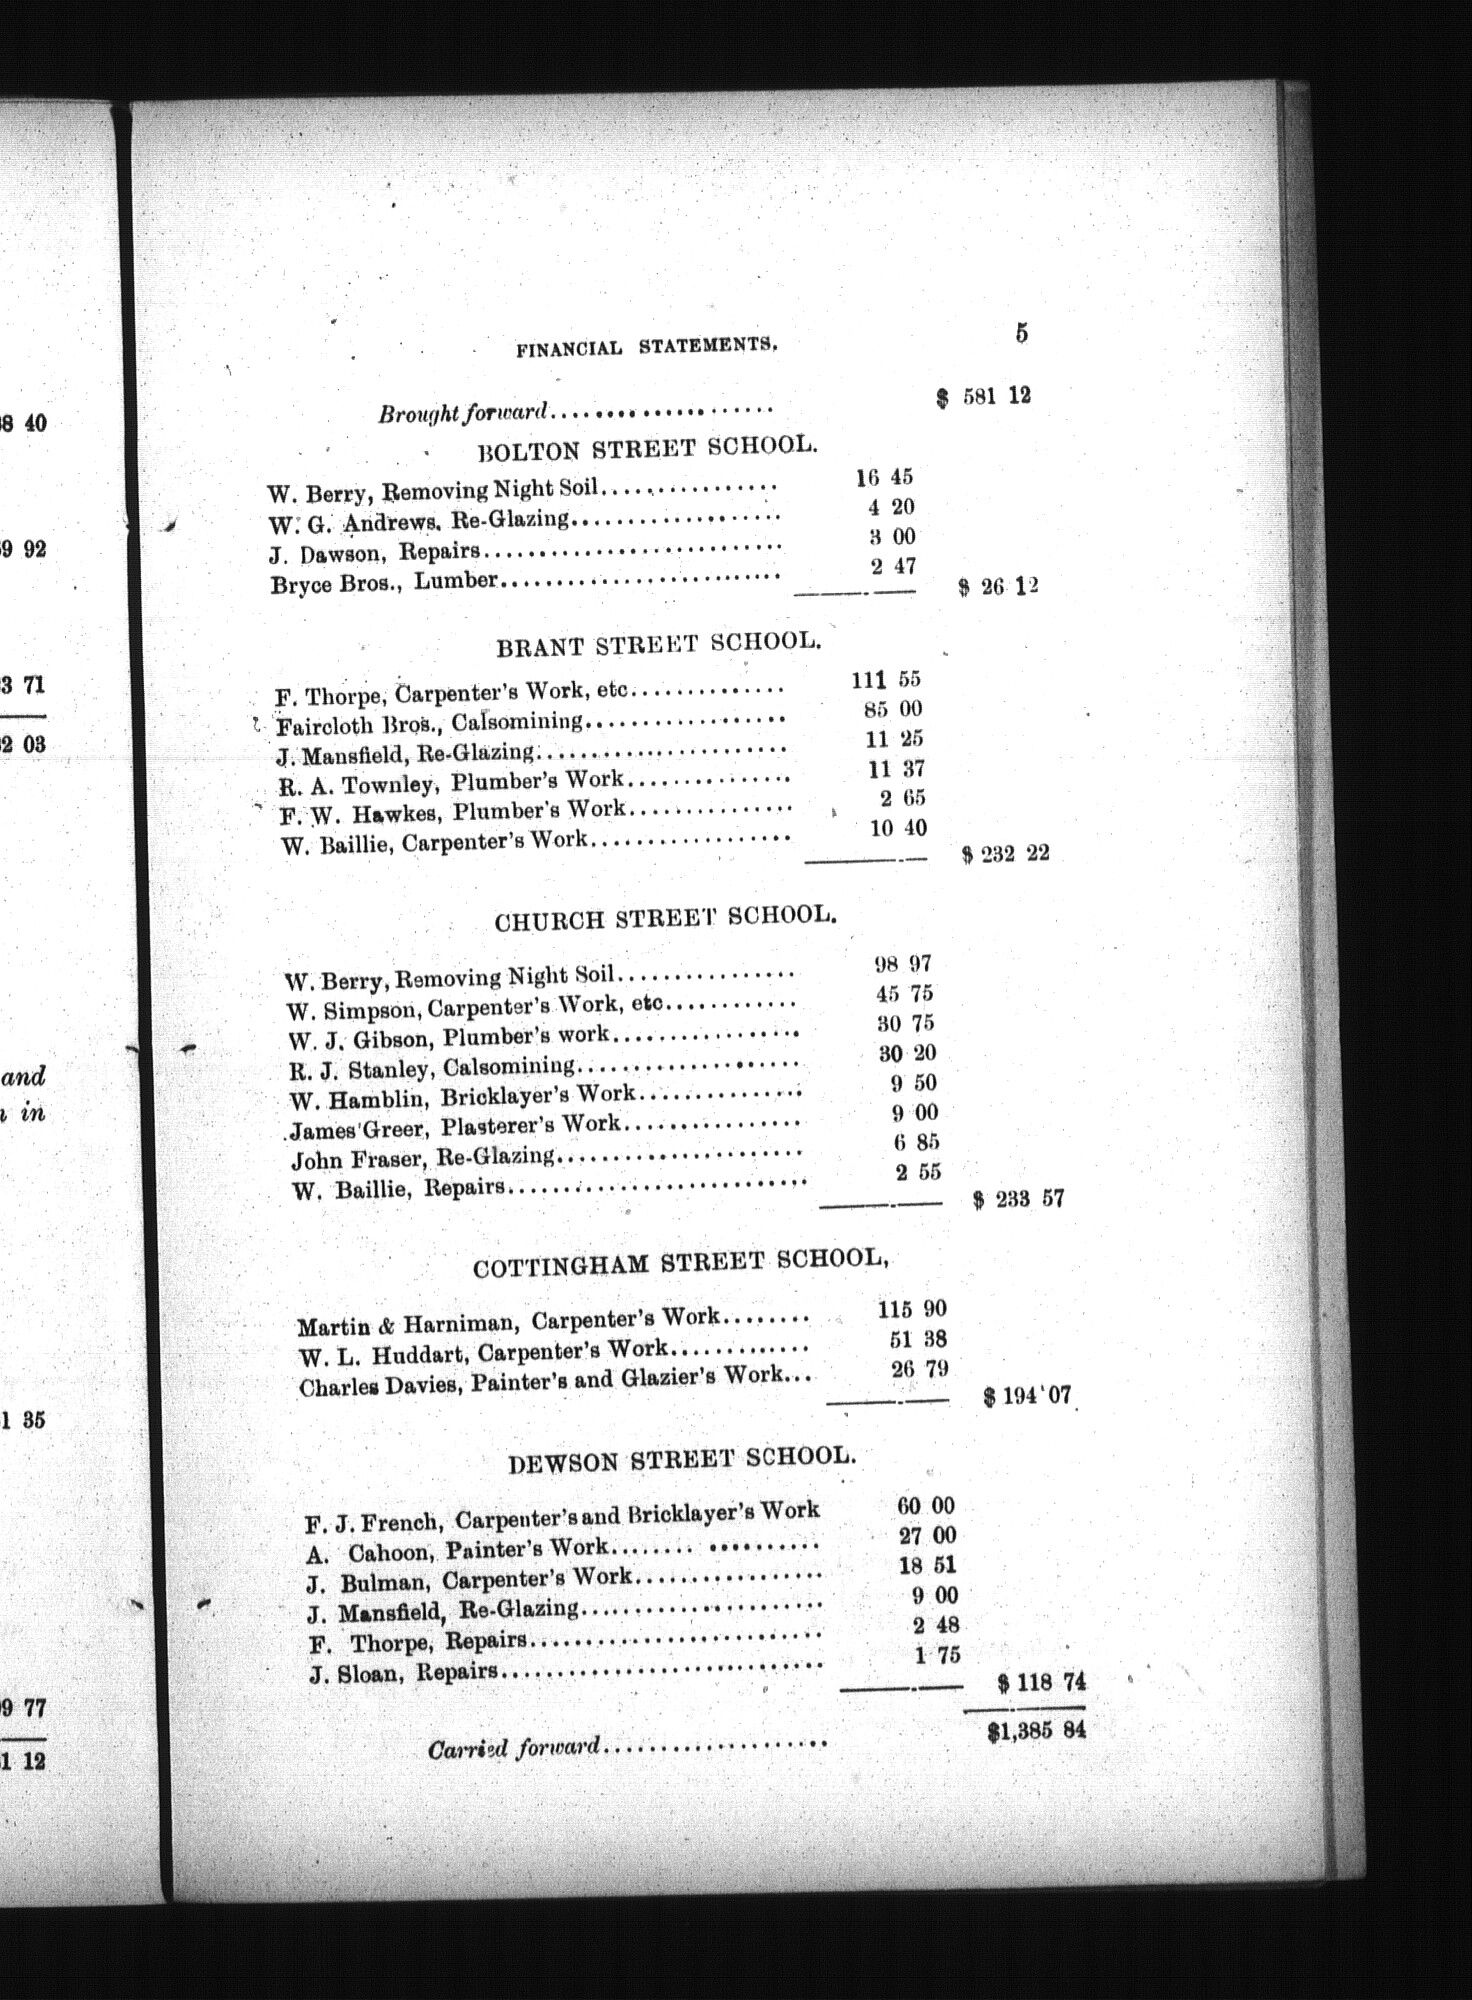 8 40
9 92
3 71
2 03
and
in
1 35
9 77
1 12
FINANCIAL STATEMENTS. 5
Brought forward...................... $ 581 12
BOLTON STREET SCHOOL.
W. Berry, Removing Night Soil................ 16 45
W. G. Andrews, Re-Glazing................... 4 20
J. Dawson, Repairs........................... 3 00
Bryce Bros., Lumber.......................... 2 47
$ 26 12
BRANT STREET SCHOOL.
F. Thorpe, Carpenter's Work, etc.............. 111 55
Faircloth Bros., Calsomining.................. 85 00
J. Mansfield, Re-Glazing....................... 11 25
R. A. Townley, Plumber's Work............... 11 37
F. W. Hawkes, Plumber's Work............... 2 65
W. Baillie, Carpenter's Work.................. 10 40
$ 232 22
CHURCH STREET SCHOOL.
W. Berry, Removing Night Soil................ 98 97
W. Simpson, Carpenter's Work, etc............ 45 75
W. J. Gibson, Plumber's work................. 30 75
R. J. Stanley, Calsomining.................... 30 20
W. Hamblin, Bricklayer's Work............... 9 50
James Greer, Plasterer's Work................ 9 00
John Fraser, Re-Glazing...................... 6 85
W. Baillie, Repairs........................... 2 55
$ 233 57
COTTINGHAM STREET SCHOOL,
Martin & Harniman, Carpenter's Work........ 115 90
W. L. Huddart, Carpenter's Work............. 51 38
Charles Davies, Painter's and Glazier's Work... 26 79
$ 194 07
DEWSON STREET SCHOOL.
F. J. French, Carpenter's and Bricklayer's Work 60 00
A. Cahoon, Painter's Work........ .......... 27 00
J. Bulman, Carpenter's Work................. 18 51
J. Mansfield, Re-Glazing...................... 9 00
F. Thorpe, Repairs.......................... 2 48
J. Sloan, Repairs............................. 1 75
$ 118 74
Carried forward.................... $1,385 84